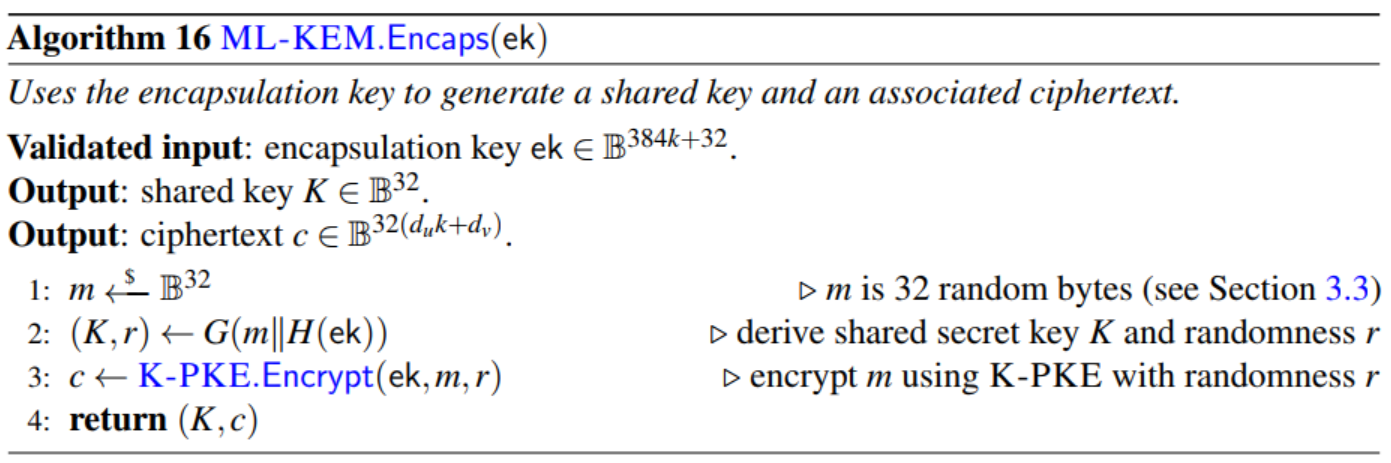 Algorithm 16 ML-KEM.Encaps(ek)
Uses the encapsulation key to generate a shared key and an associated ciphertext.
Validated input: encapsulation key ek ∈ 𝔹^{384k+32}.
Output: shared key K ∈ 𝔹^{32}.
Output: ciphertext c ∈ 𝔹^{32(d_u k+d_v)}.
1: m ←$ 𝔹^{32} ▷ m is 32 random bytes (see Section 3.3)
2: (K,r) ← G(m∥H(ek)) ▷ derive shared secret key K and randomness r
3: c ← K-PKE.Encrypt(ek,m,r) ▷ encrypt m using K-PKE with randomness r
4: return (K,c)